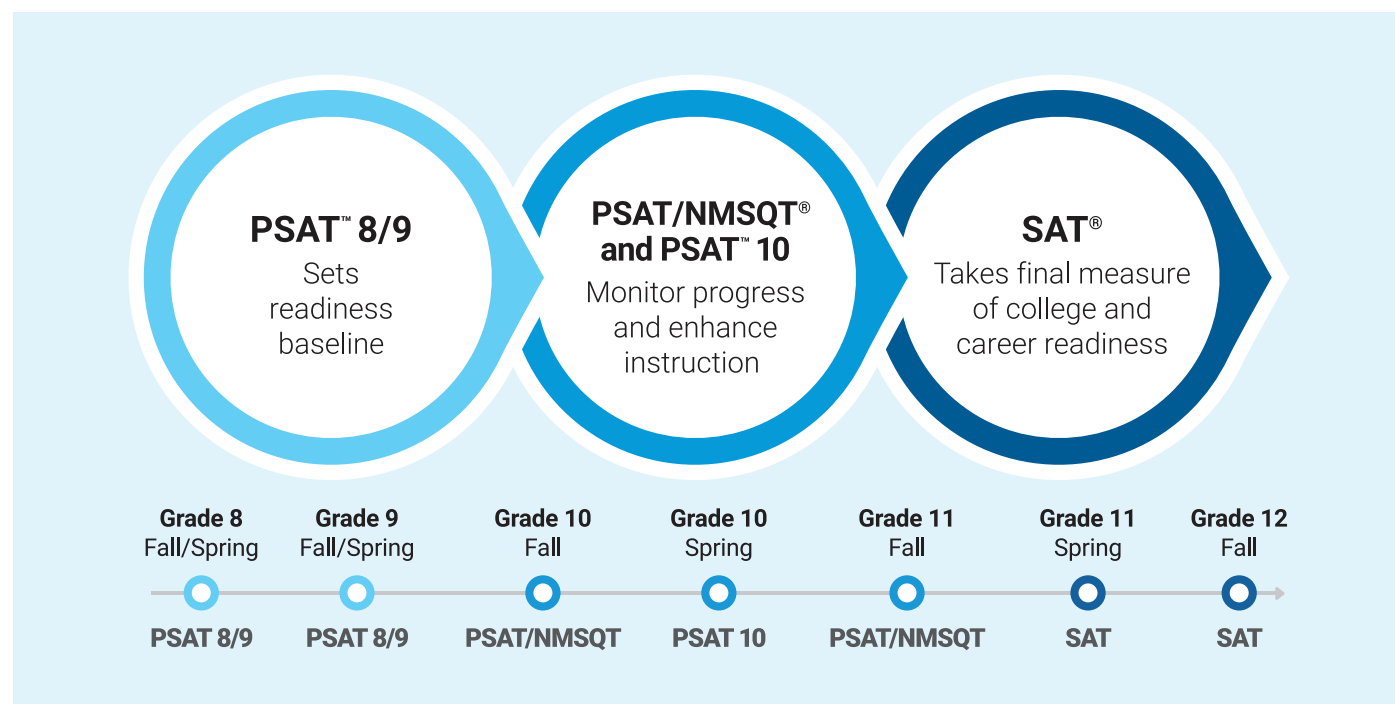 PSAT™ 8/9
Sets
readiness
baseline
PSAT/NMSQT®
and PSAT™ 10
Monitor progress
and enhance
instruction
SAT®
Takes final measure
of college and
career readiness
Grade 8
Fall/Spring
PSAT 8/9
Grade 9
Fall/Spring
PSAT 8/9
Grade 10
Fall
PSAT/NMSQT
Grade 10
Spring
PSAT 10
Grade 11
Fall
PSAT/NMSQT
Grade 11
Spring
SAT
Grade 12
Fall
SAT